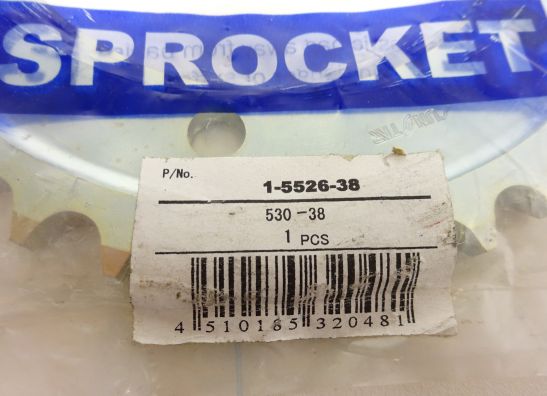 SPROCKET
P/No.
1-5526-38
530-38
1 PCS
4 510165 320481